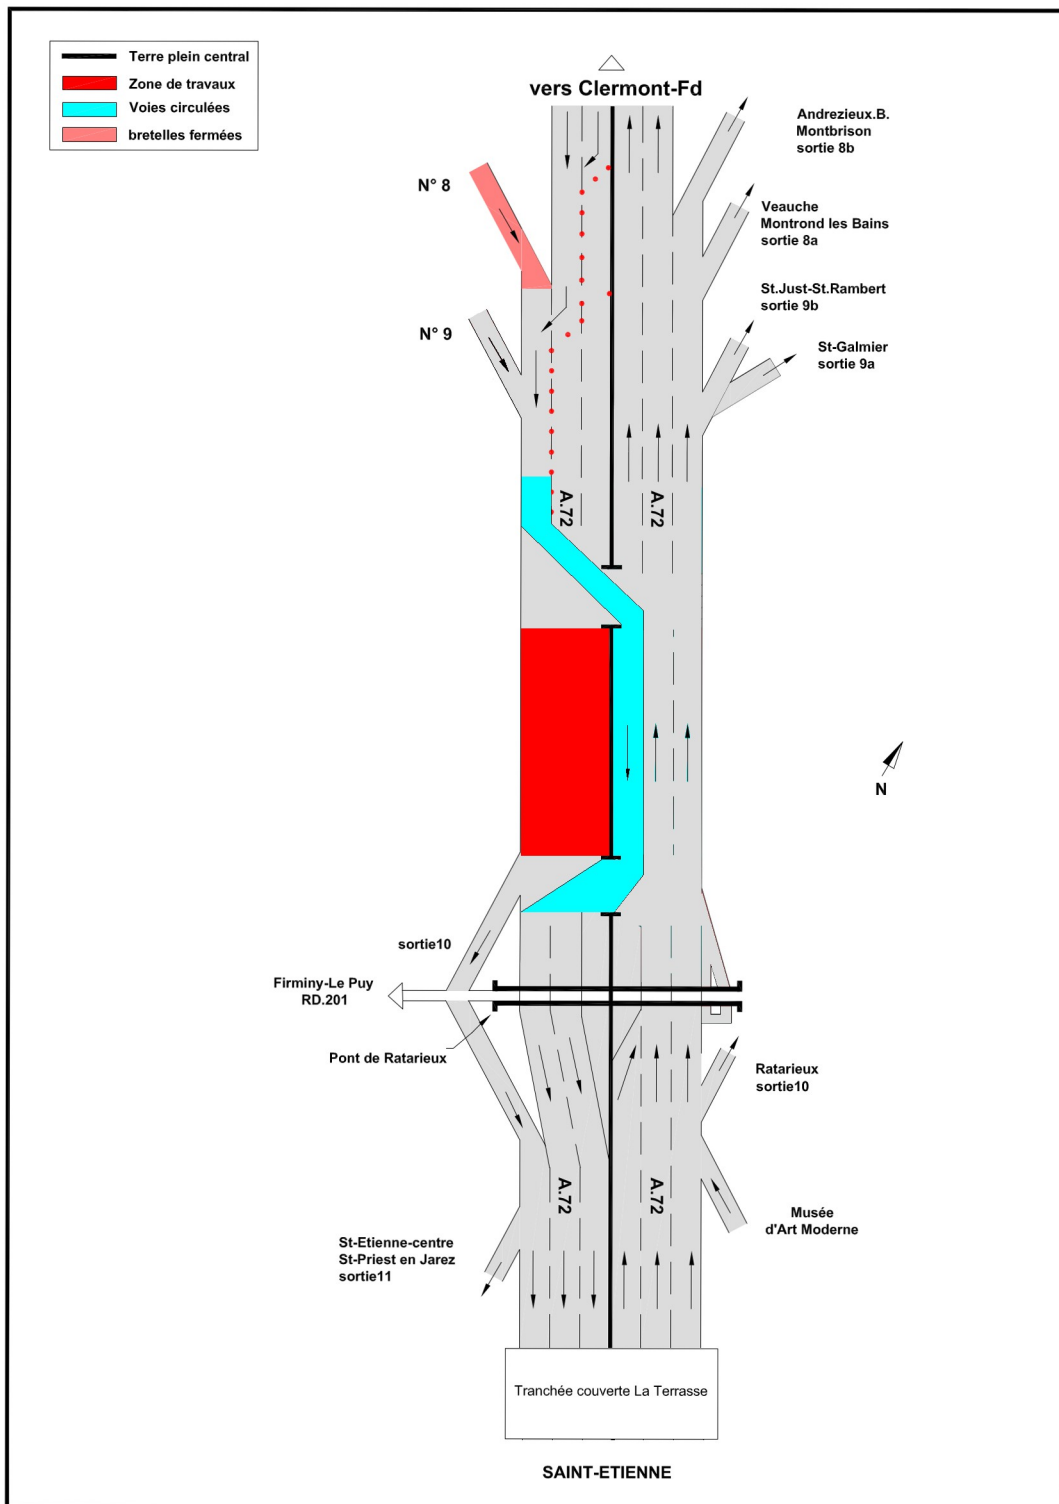 Terre plein central
Zone de travaux
Voies circulées
bretelles fermées
vers Clermont-Fd
Andrezieux.B.
Montbrison
sortie 8b
N° 8
Veauche
Montrond les Bains
sortie 8a
St.Just-St.Rambert
sortie 9b
N° 9
St-Galmier
sortie 9a
A.72
A.72
N
sortie10
Firminy-Le Puy
RD.201
Pont de Ratarieux
Ratarieux
sortie10
A.72
A.72
Musée
d'Art Moderne
St-Etienne-centre
St-Priest en Jarez
sortie11
Tranchée couverte La Terrasse
SAINT-ETIENNE